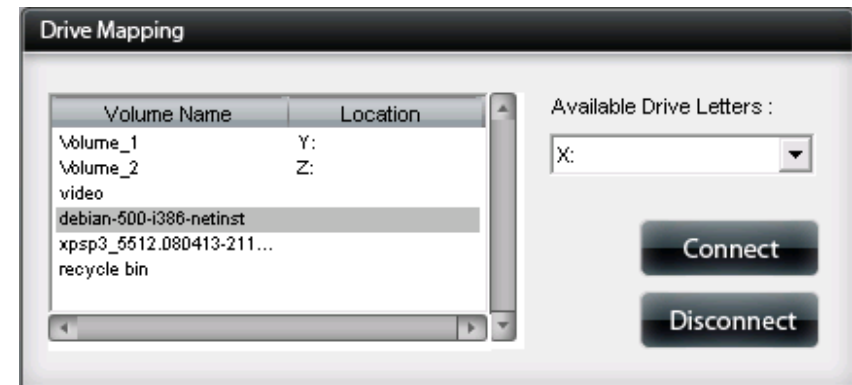 Drive Mapping
Volume Name Location
Volume_1 Y:
Volume_2 Z:
video
debian-500-i386-netinst
xpsp3_5512.080413-211...
recycle bin
Available Drive Letters :
X:
Connect
Disconnect